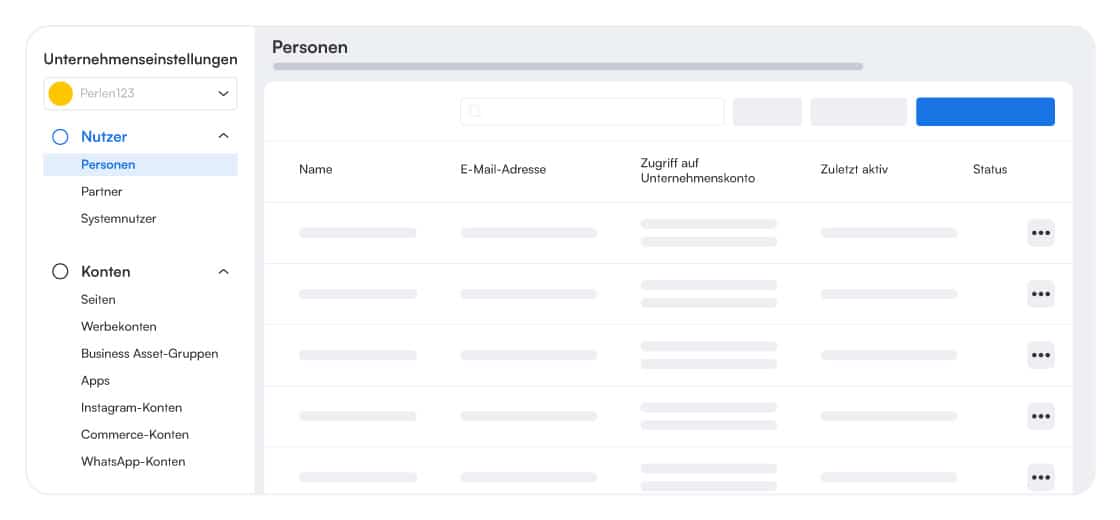 Unternehmenseinstellungen
Perlen123
Nutzer
Personen
Partner
Systemnutzer
Konten
Seiten
Werbekonten
Business Asset-Gruppen
Apps
Instagram-Konten
Commerce-Konten
WhatsApp-Konten
Personen
Name
E-Mail-Adresse
Zugriff auf
Unternehmenskonto
Zuletzt aktiv
Status